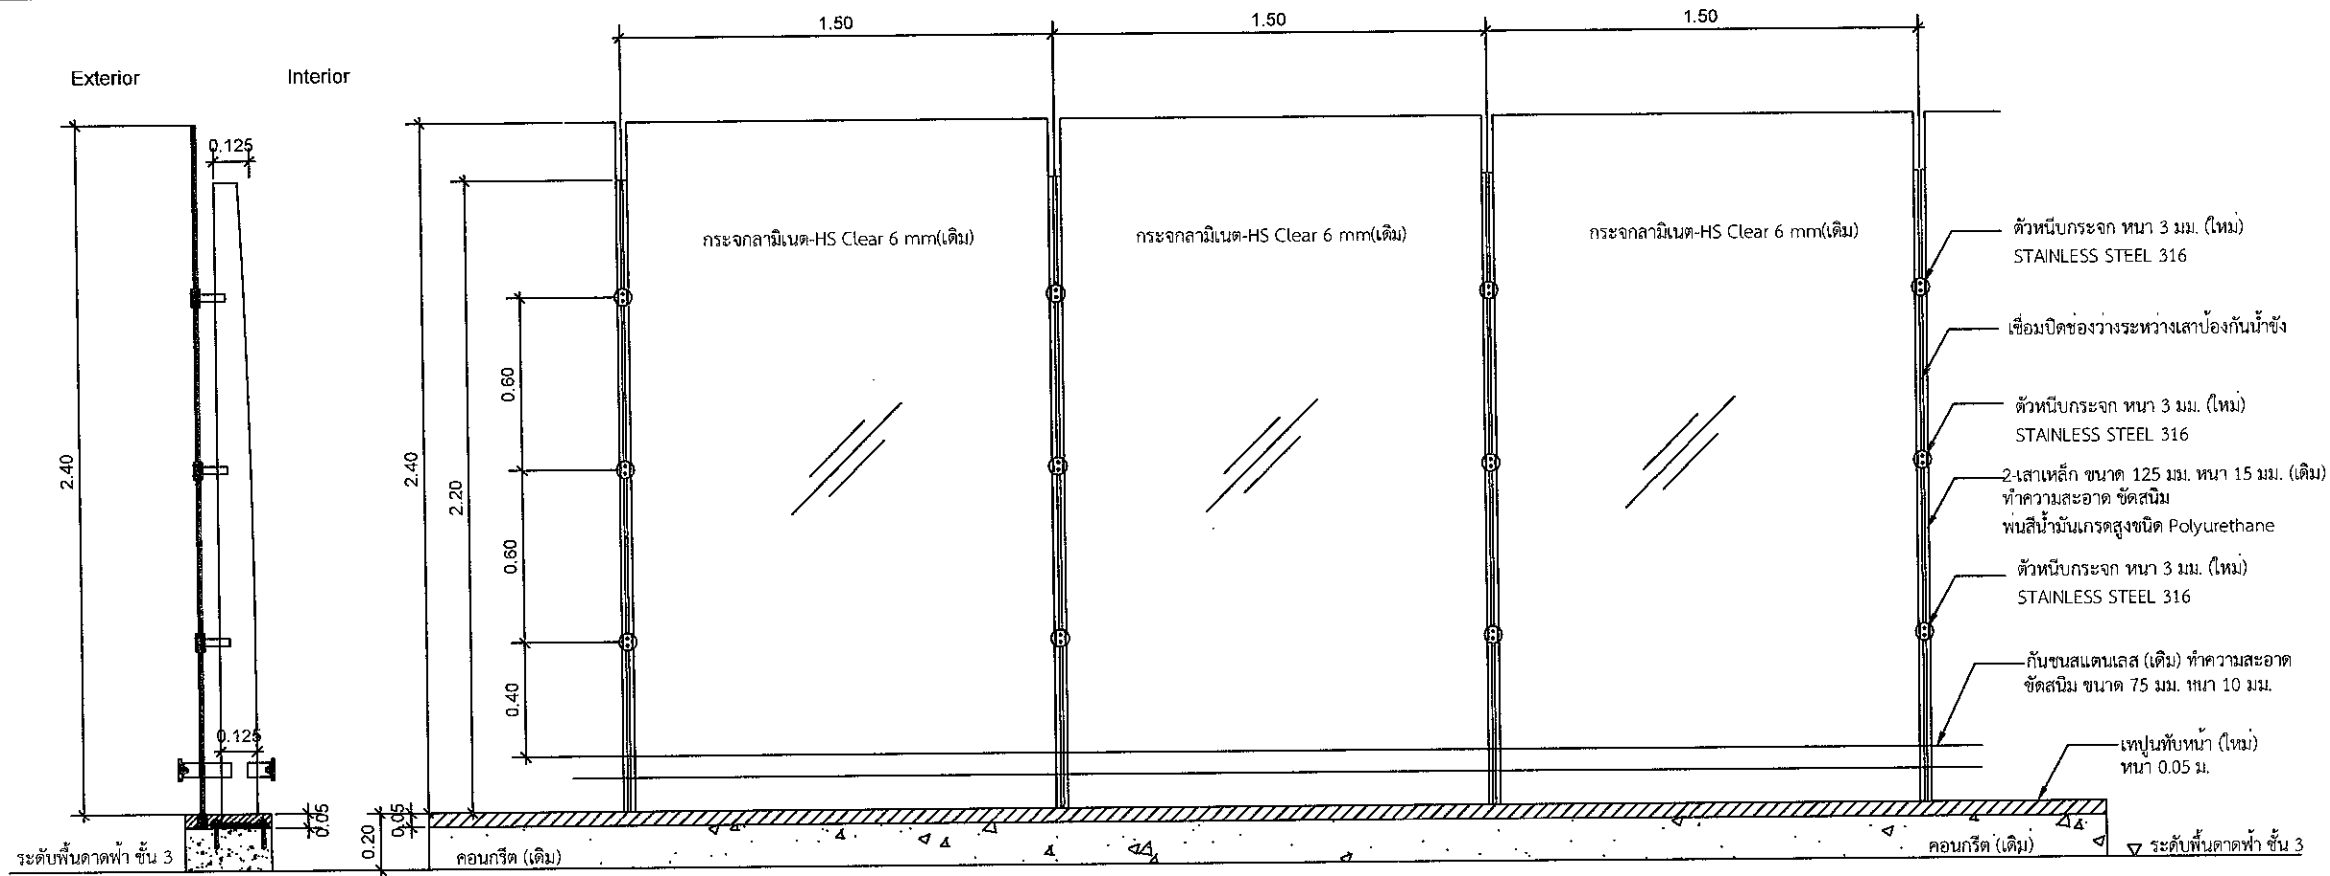 1.50
1.50
1.50
Exterior
Interior
0.125
2.40
2.40
2.20
0.60
0.60
0.40
0.125
0.05
0.05
0.20
กระจกลามิเนต-HS Clear 6 mm(เดิม)
กระจกลามิเนต-HS Clear 6 mm(เดิม)
กระจกลามิเนต-HS Clear 6 mm(เดิม)
ตัวหนีบกระจก หนา 3 มม. (ใหม่)
STAINLESS STEEL 316
เชื่อมปิดช่องว่างระหว่างเสาป้องกันน้ำขัง
ตัวหนีบกระจก หนา 3 มม. (ใหม่)
STAINLESS STEEL 316
2-เสาเหล็ก ขนาด 125 มม. หนา 15 มม. (เดิม)
ทำความสะอาด ขัดสนิม
พ่นสีน้ำมันเกรดสูงชนิด Polyurethane
ตัวหนีบกระจก หนา 3 มม. (ใหม่)
STAINLESS STEEL 316
กันชนสแตนเลส (เดิม) ทำความสะอาด
ขัดสนิม ขนาด 75 มม. หนา 10 มม.
เทปูนทับหน้า (ใหม่)
หนา 0.05 ม.
ระดับพื้นดาดฟ้า ชั้น 3
คอนกรีต (เดิม)
คอนกรีต (เดิม)
ระดับพื้นดาดฟ้า ชั้น 3